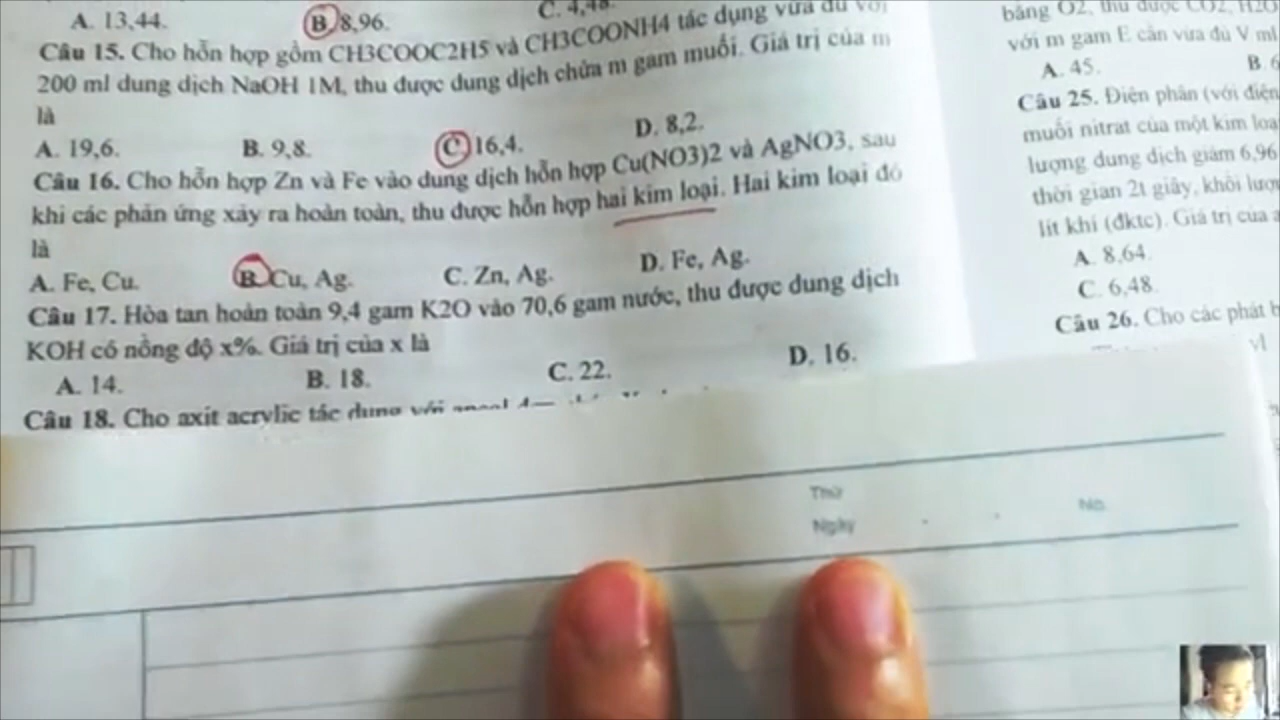 A. 13,44.
B. 8,96.
C. 4,48.
Câu 15. Cho hỗn hợp gồm CH3COOC2H5 và CH3COONH4 tác dụng vừa đủ với
200 ml dung dịch NaOH 1M, thu được dung dịch chứa m gam muối. Giá trị của m
là
A. 19,6.
B. 9,8.
C. 16,4.
D. 8,2.
Câu 16. Cho hỗn hợp Zn và Fe vào dung dịch hỗn hợp Cu(NO3)2 và AgNO3, sau
khi các phản ứng xảy ra hoàn toàn, thu được hỗn hợp hai kim loại. Hai kim loại đó
là
A. Fe, Cu.
B. Cu, Ag.
C. Zn, Ag.
D. Fe, Ag.
Câu 17. Hòa tan hoàn toàn 9,4 gam K2O vào 70,6 gam nước, thu được dung dịch
KOH có nồng độ x%. Giá trị của x là
A. 14.
B. 18.
C. 22.
D. 16.
Câu 18. Cho axit acrylic tác dụng với
bằng O2, thu được CO2, H2O
với m gam E cần vừa đủ V ml
A. 45.
B. 6
Câu 25. Điện phân (với điện
muối nitrat của một kim loạ
lượng dung dịch giảm 6,96
thời gian 2t giây, khối lượn
lít khí (đktc). Giá trị của a
A. 8,64.
C. 6,48.
Câu 26. Cho các phát b
Thứ
Ngày
No.